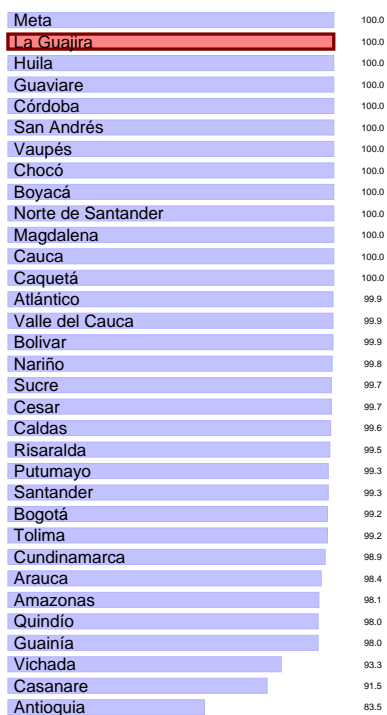 Meta 100.0
La Guajira 100.0
Huila 100.0
Guaviare 100.0
Córdoba 100.0
San Andrés 100.0
Vaupés 100.0
Chocó 100.0
Boyacá 100.0
Norte de Santander 100.0
Magdalena 100.0
Cauca 100.0
Caquetá 100.0
Atlántico 99.9
Valle del Cauca 99.9
Bolivar 99.9
Nariño 99.8
Sucre 99.7
Cesar 99.7
Caldas 99.6
Risaralda 99.5
Putumayo 99.3
Santander 99.3
Bogotá 99.2
Tolima 99.2
Cundinamarca 98.9
Arauca 98.4
Amazonas 98.1
Quindío 98.0
Guainía 98.0
Vichada 93.3
Casanare 91.5
Antioquia 83.5